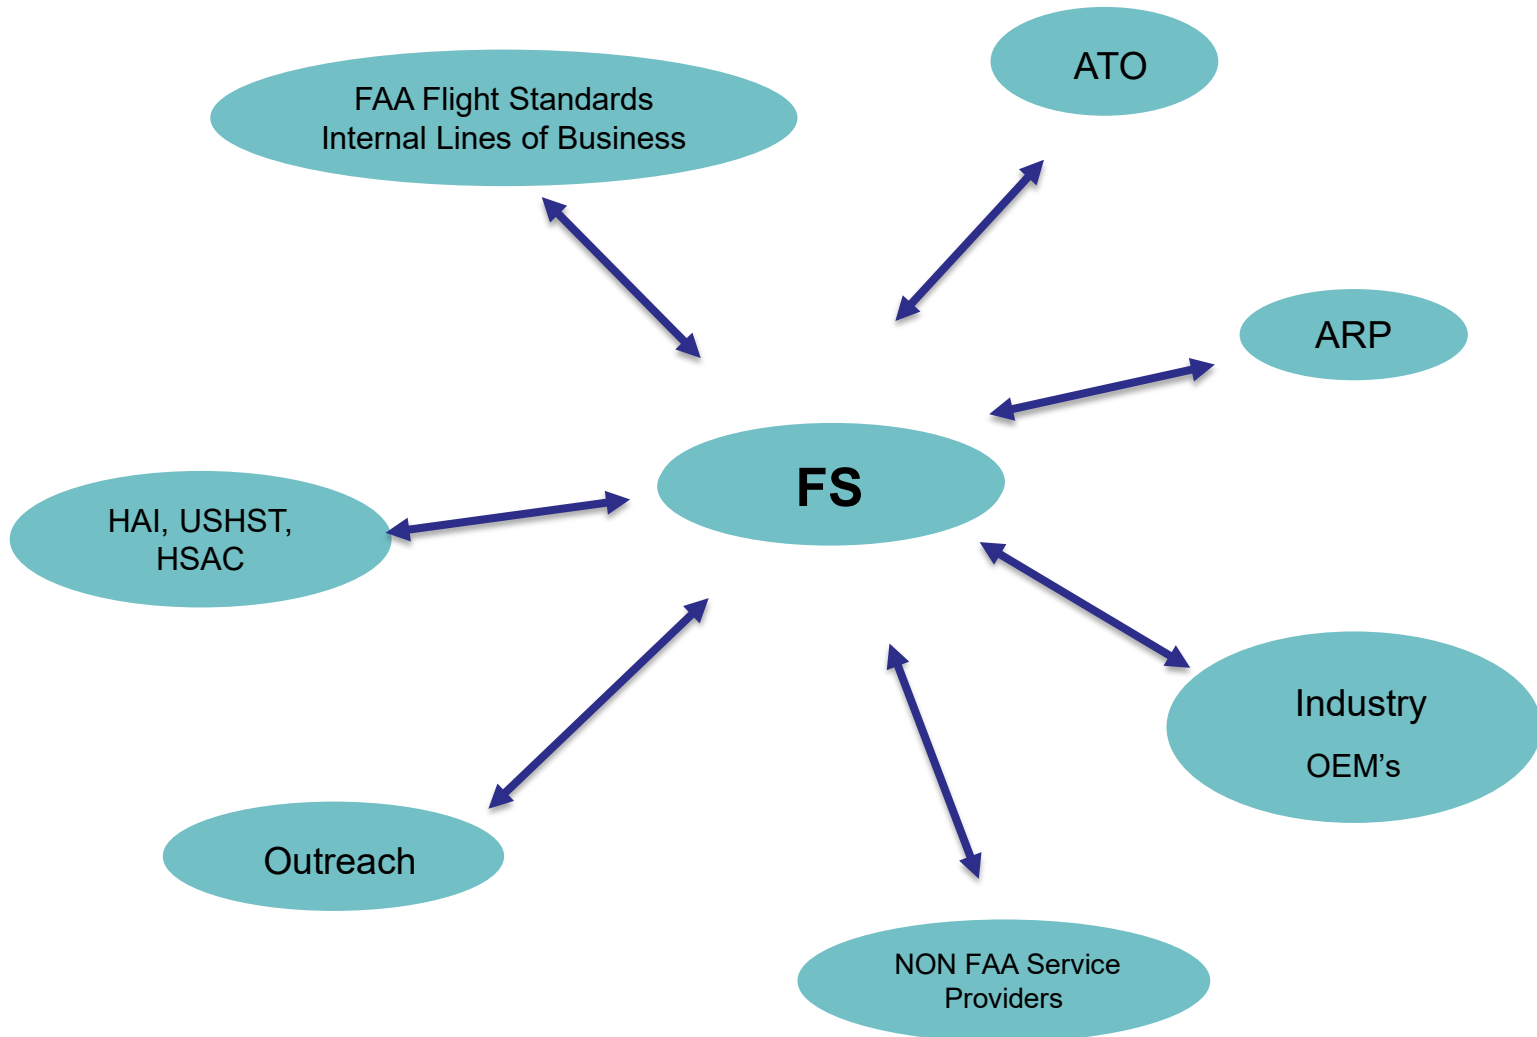 FAA Flight Standards
Internal Lines of Business
ATO
ARP
FS
HAI, USHST,
HSAC
Industry
OEM’s
Outreach
NON FAA Service
Providers